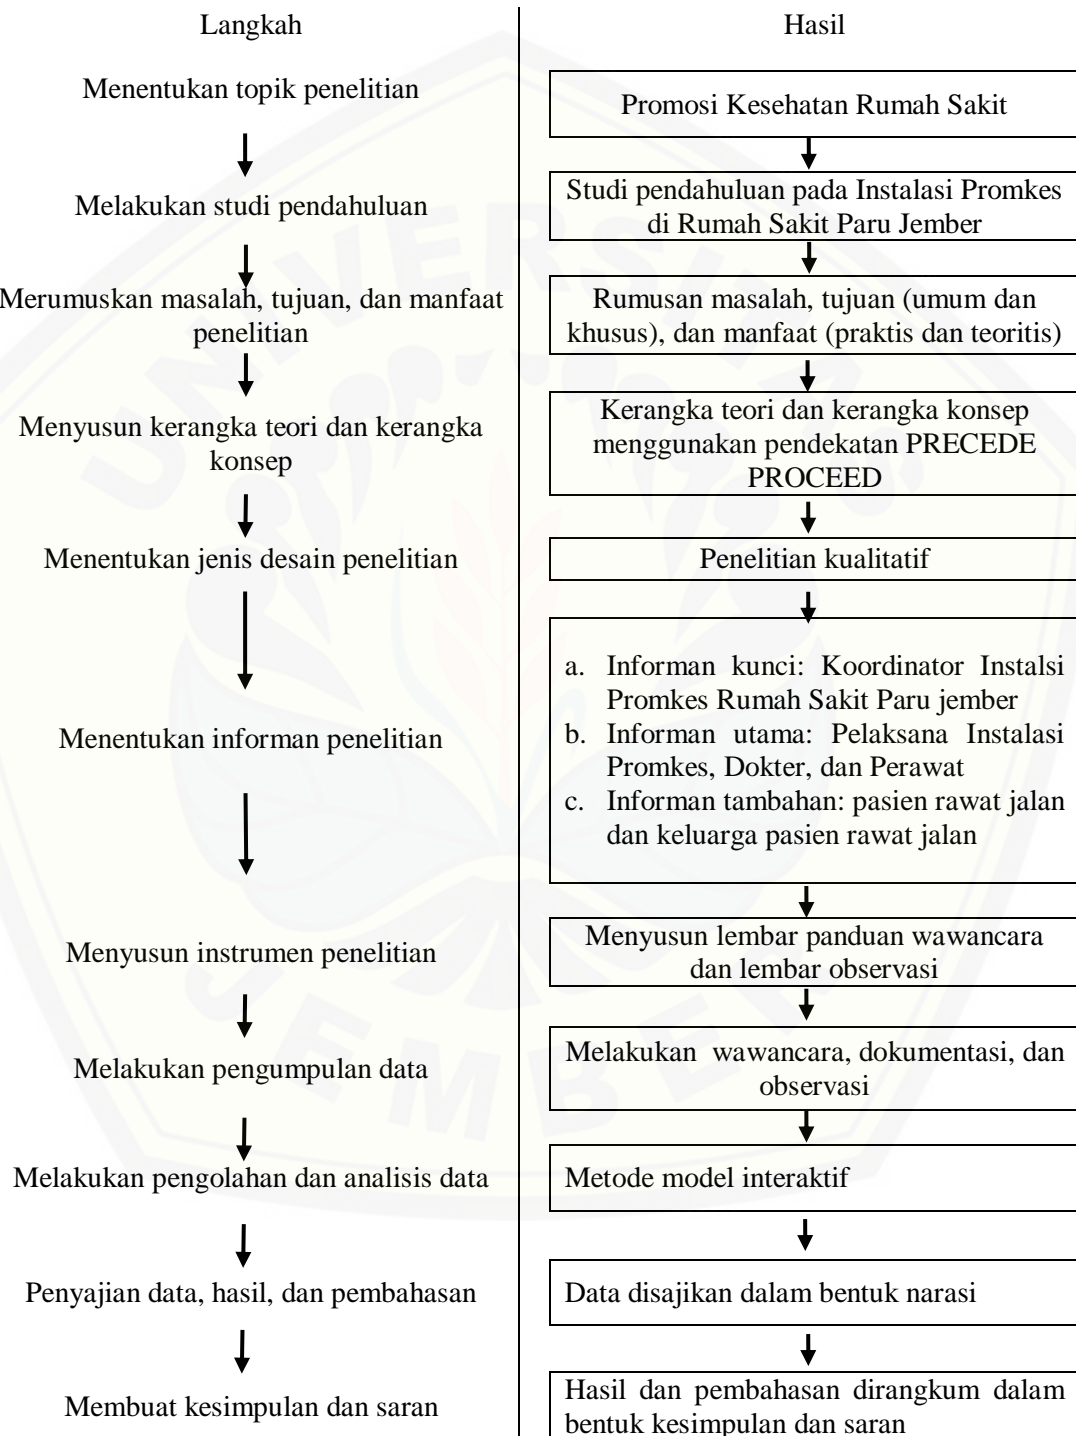 Langkah
Hasil
Menentukan topik penelitian
Promosi Kesehatan Rumah Sakit
Melakukan studi pendahuluan
Studi pendahuluan pada Instalasi Promkes
di Rumah Sakit Paru Jember
Merumuskan masalah, tujuan, dan manfaat
penelitian
Rumusan masalah, tujuan (umum dan
khusus), dan manfaat (praktis dan teoritis)
Menyusun kerangka teori dan kerangka
konsep
Kerangka teori dan kerangka konsep
menggunakan pendekatan PRECEDE
PROCEED
Menentukan jenis desain penelitian
Penelitian kualitatif
Menentukan informan penelitian
a. Informan kunci: Koordinator Instalsi
Promkes Rumah Sakit Paru jember
b. Informan utama: Pelaksana Instalasi
Promkes, Dokter, dan Perawat
c. Informan tambahan: pasien rawat jalan
dan keluarga pasien rawat jalan
Menyusun instrumen penelitian
Menyusun lembar panduan wawancara
dan lembar observasi
Melakukan pengumpulan data
Melakukan wawancara, dokumentasi, dan
observasi
Melakukan pengolahan dan analisis data
Metode model interaktif
Penyajian data, hasil, dan pembahasan
Data disajikan dalam bentuk narasi
Membuat kesimpulan dan saran
Hasil dan pembahasan dirangkum dalam
bentuk kesimpulan dan saran
UNIVERSITAS
JEMBER